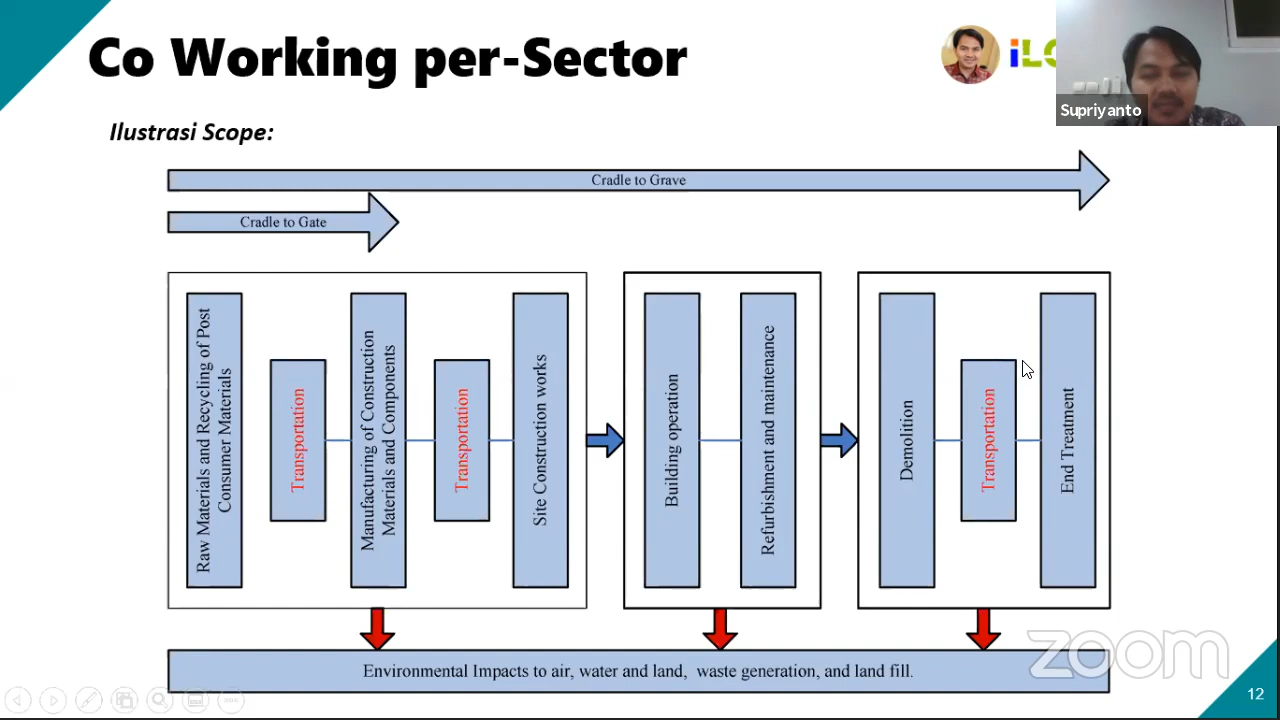 Co Working per-Sector
iLC
Supriyanto
Ilustrasi Scope:
Cradle to Grave
Cradle to Gate
Raw Materials and Recycling of Post
Consumer Materials
Transportation
Manufacturing of Construction
Materials and Components
Transportation
Site Construction works
Building operation
Refurbishment and maintenance
Demolition
Transportation
End Treatment
Environmental Impacts to air, water and land, waste generation, and land fill.
zoom
12